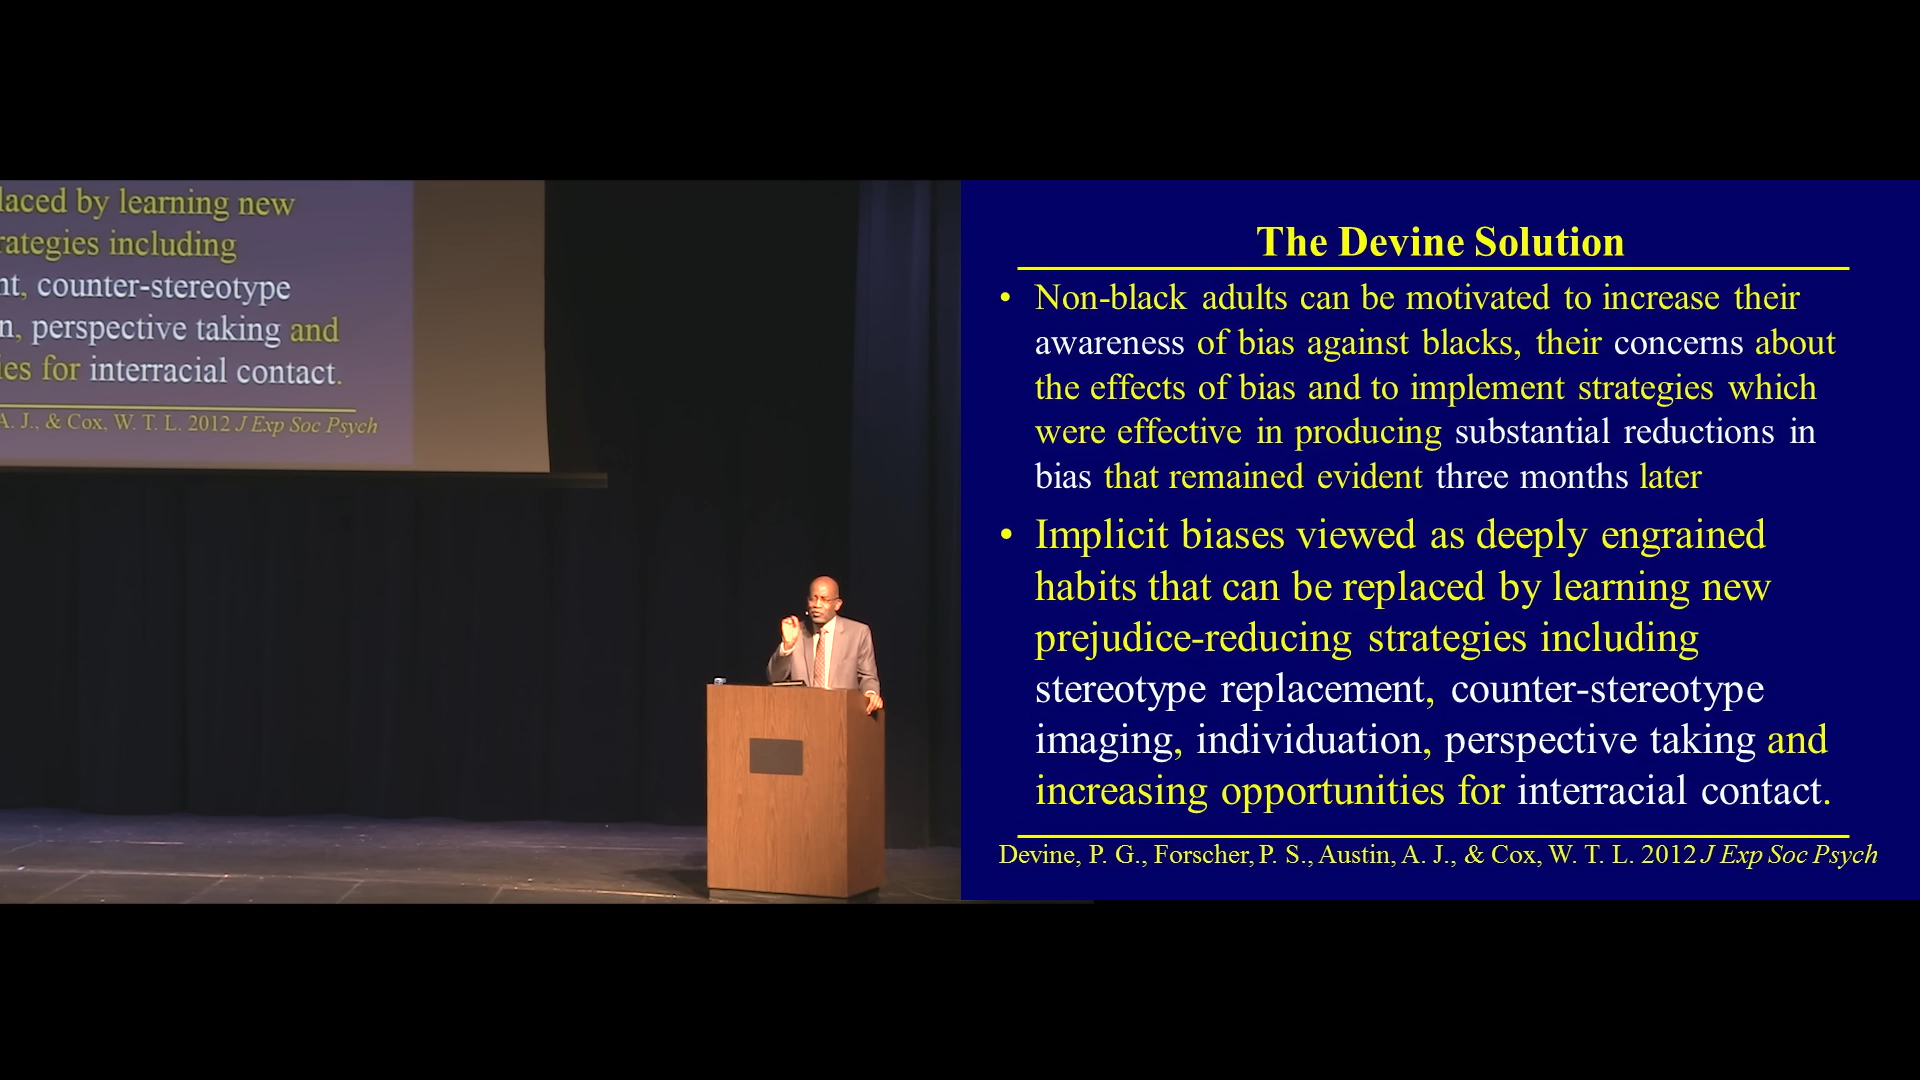 laced by learning new
rategies including
nt, counter-stereotype
n, perspective taking and
ies for interracial contact.
A. J., & Cox, W. T. L. 2012 J Exp Soc Psych
The Devine Solution
• Non-black adults can be motivated to increase their
awareness of bias against blacks, their concerns about
the effects of bias and to implement strategies which
were effective in producing substantial reductions in
bias that remained evident three months later
• Implicit biases viewed as deeply engrained
habits that can be replaced by learning new
prejudice-reducing strategies including
stereotype replacement, counter-stereotype
imaging, individuation, perspective taking and
increasing opportunities for interracial contact.
Devine, P. G., Forscher, P. S., Austin, A. J., & Cox, W. T. L. 2012 J Exp Soc Psych